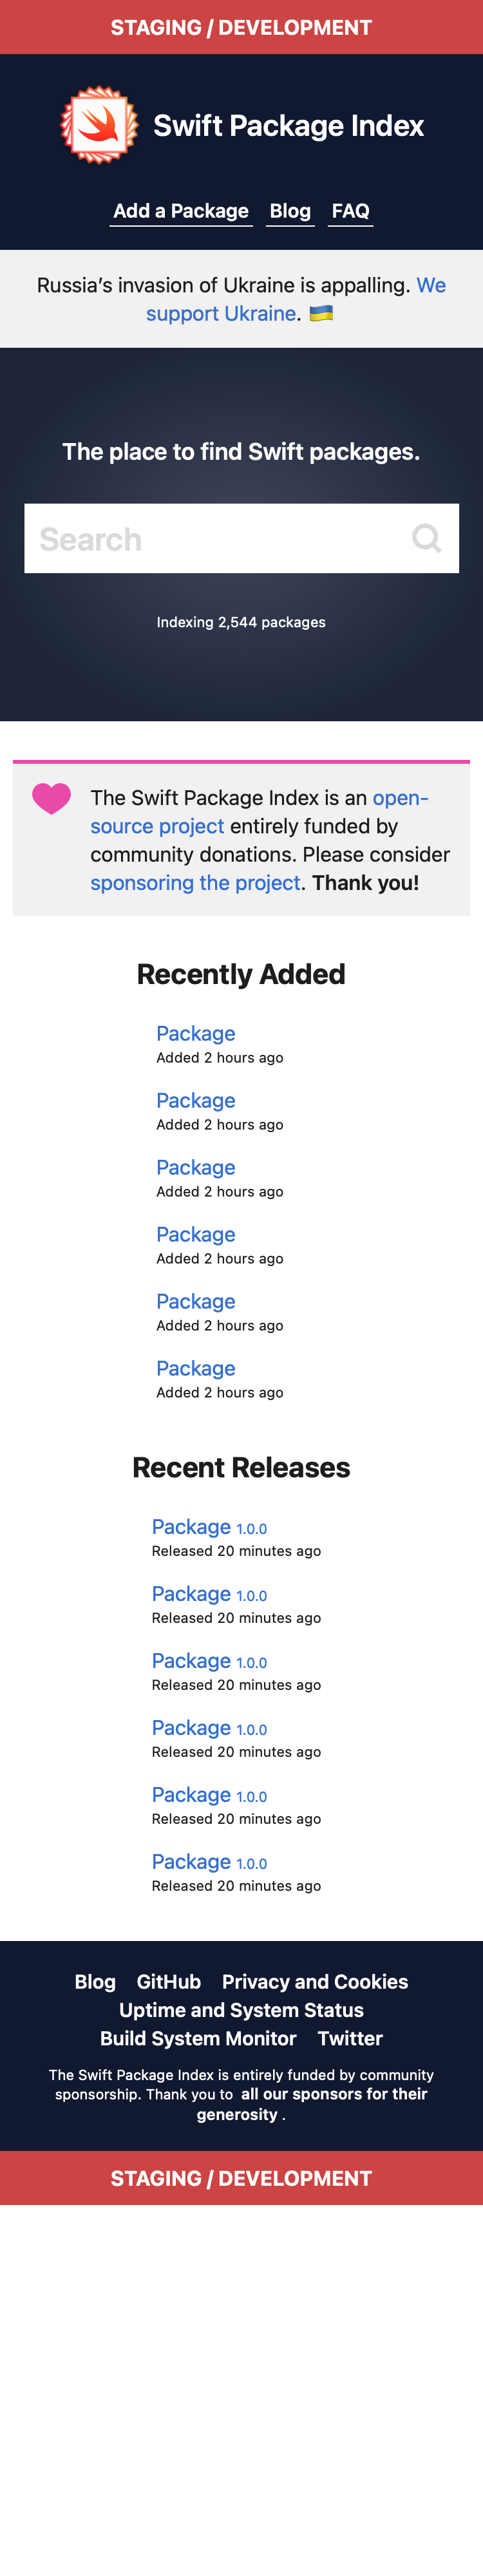 STAGING / DEVELOPMENT
Swift Package Index
Add a Package Blog FAQ
Russia’s invasion of Ukraine is appalling. We
support Ukraine. 🇺🇦
The place to find Swift packages.
Search
Indexing 2,544 packages
The Swift Package Index is an open-
source project entirely funded by
community donations. Please consider
sponsoring the project. Thank you!
Recently Added
Package
Added 2 hours ago
Package
Added 2 hours ago
Package
Added 2 hours ago
Package
Added 2 hours ago
Package
Added 2 hours ago
Package
Added 2 hours ago
Recent Releases
Package 1.0.0
Released 20 minutes ago
Package 1.0.0
Released 20 minutes ago
Package 1.0.0
Released 20 minutes ago
Package 1.0.0
Released 20 minutes ago
Package 1.0.0
Released 20 minutes ago
Package 1.0.0
Released 20 minutes ago
Blog GitHub Privacy and Cookies
Uptime and System Status
Build System Monitor Twitter
The Swift Package Index is entirely funded by community
sponsorship. Thank you to all our sponsors for their
generosity .
STAGING / DEVELOPMENT